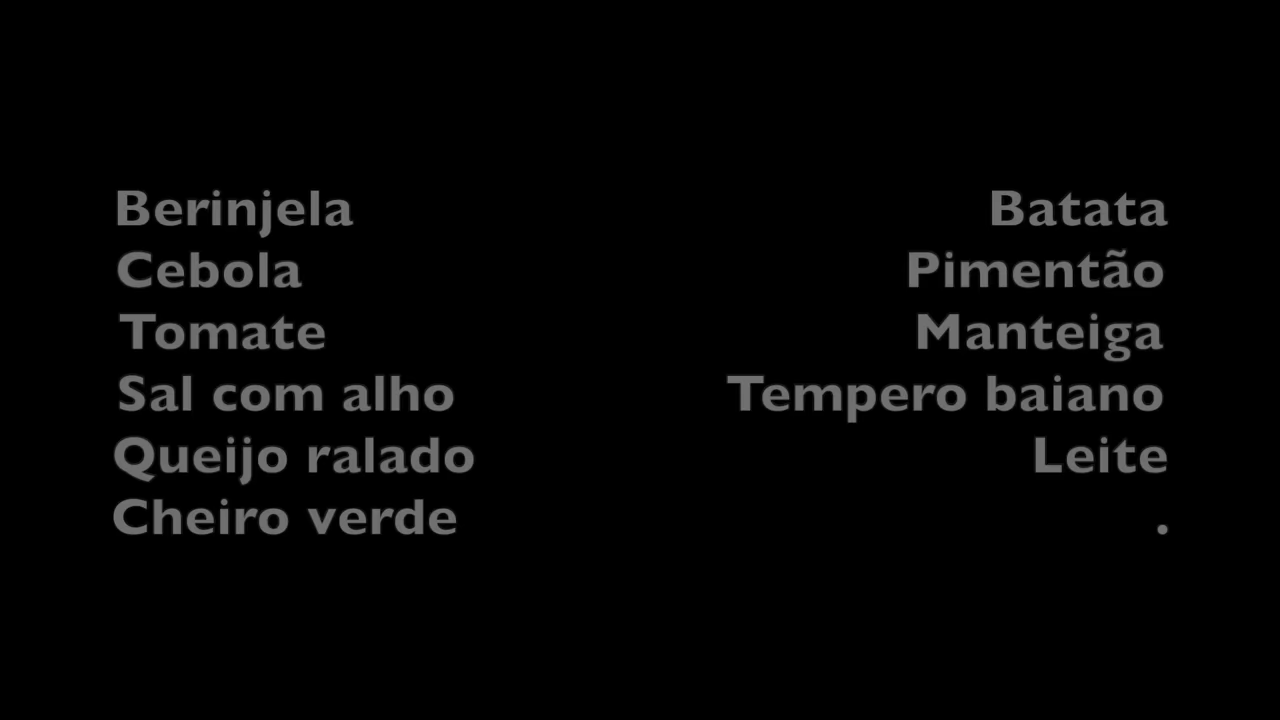 Berinjela
Cebola
Tomate
Sal com alho
Queijo ralado
Cheiro verde
Batata
Pimentão
Manteiga
Tempero baiano
Leite
.